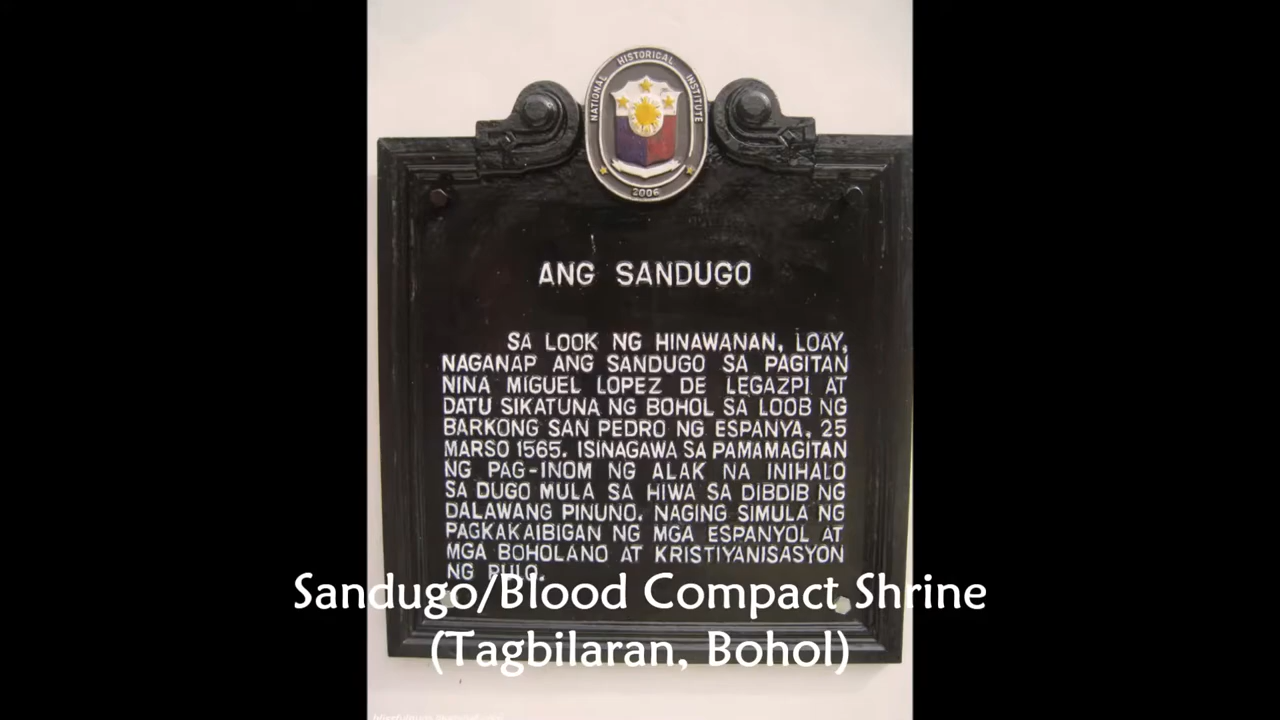 NATIONAL HISTORICAL INSTITUTE
2006
ANG SANDUGO
SA LOOK NG HINAWANAN, LOAY,
NAGANAP ANG SANDUGO SA PAGITAN
NINA MIGUEL LOPEZ DE LEGAZPI AT
DATU SIKATUNA NG BOHOL SA LOOB NG
BARKONG SAN PEDRO NG ESPANYA, 25
MARSO 1565. ISINAGAWA SA PAMAMAGITAN
NG PAG-INOM NG ALAK NA INIHALO
SA DUGO MULA SA HIWA SA DIBDIB NG
DALAWANG PINUNO. NAGING SIMULA NG
PAGKAKAIBIGAN NG MGA ESPANYOL AT
MGA BOHOLANO AT KRISTIYANISASYON
NG PULO.
Sandugo/Blood Compact Shrine
(Tagbilaran, Bohol)